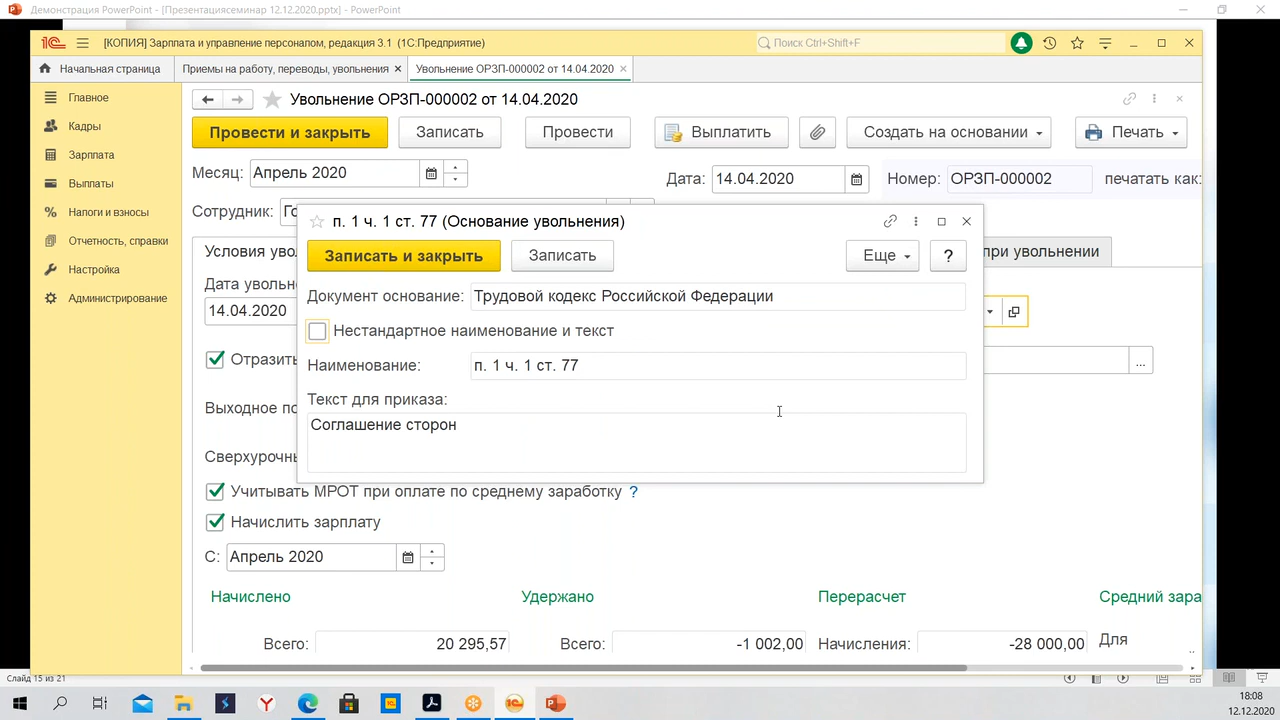 Демонстрация PowerPoint - [Презентациясеминар 12.12.2020.pptx] - PowerPoint
[КОПИЯ] Зарплата и управление персоналом, редакция 3.1 (1С:Предприятие)
Поиск Ctrl+Shift+F
Начальная страница
Приемы на работу, переводы, увольнения ×
Увольнение ОРЗП-000002 от 14.04.2020 ×
Главное
Кадры
Зарплата
Выплаты
Налоги и взносы
Отчетность, справки
Настройка
Администрирование
Увольнение ОРЗП-000002 от 14.04.2020
Провести и закрыть
Записать
Провести
Выплатить
Создать на основании
Печать
Месяц: Апрель 2020
Дата: 14.04.2020
Номер: ОРЗП-000002
печатать как:
Сотрудник: Го
Условия уво
при увольнении
Дата увольн
14.04.2020
Отразить
...
Выходное по
Сверхурочны
п. 1 ч. 1 ст. 77 (Основание увольнения)
Записать и закрыть
Записать
Еще
?
Документ основание: Трудовой кодекс Российской Федерации
Нестандартное наименование и текст
Наименование: п. 1 ч. 1 ст. 77
Текст для приказа:
Соглашение сторон
Учитывать МРОТ при оплате по среднему заработку ?
Начислить зарплату
С: Апрель 2020
Начислено
Удержано
Перерасчет
Средний зара
Всего: 20 295,57
Всего: -1 002,00
Начисления: -28 000,00
Для
Слайд 15 из 21
18:08
12.12.2020